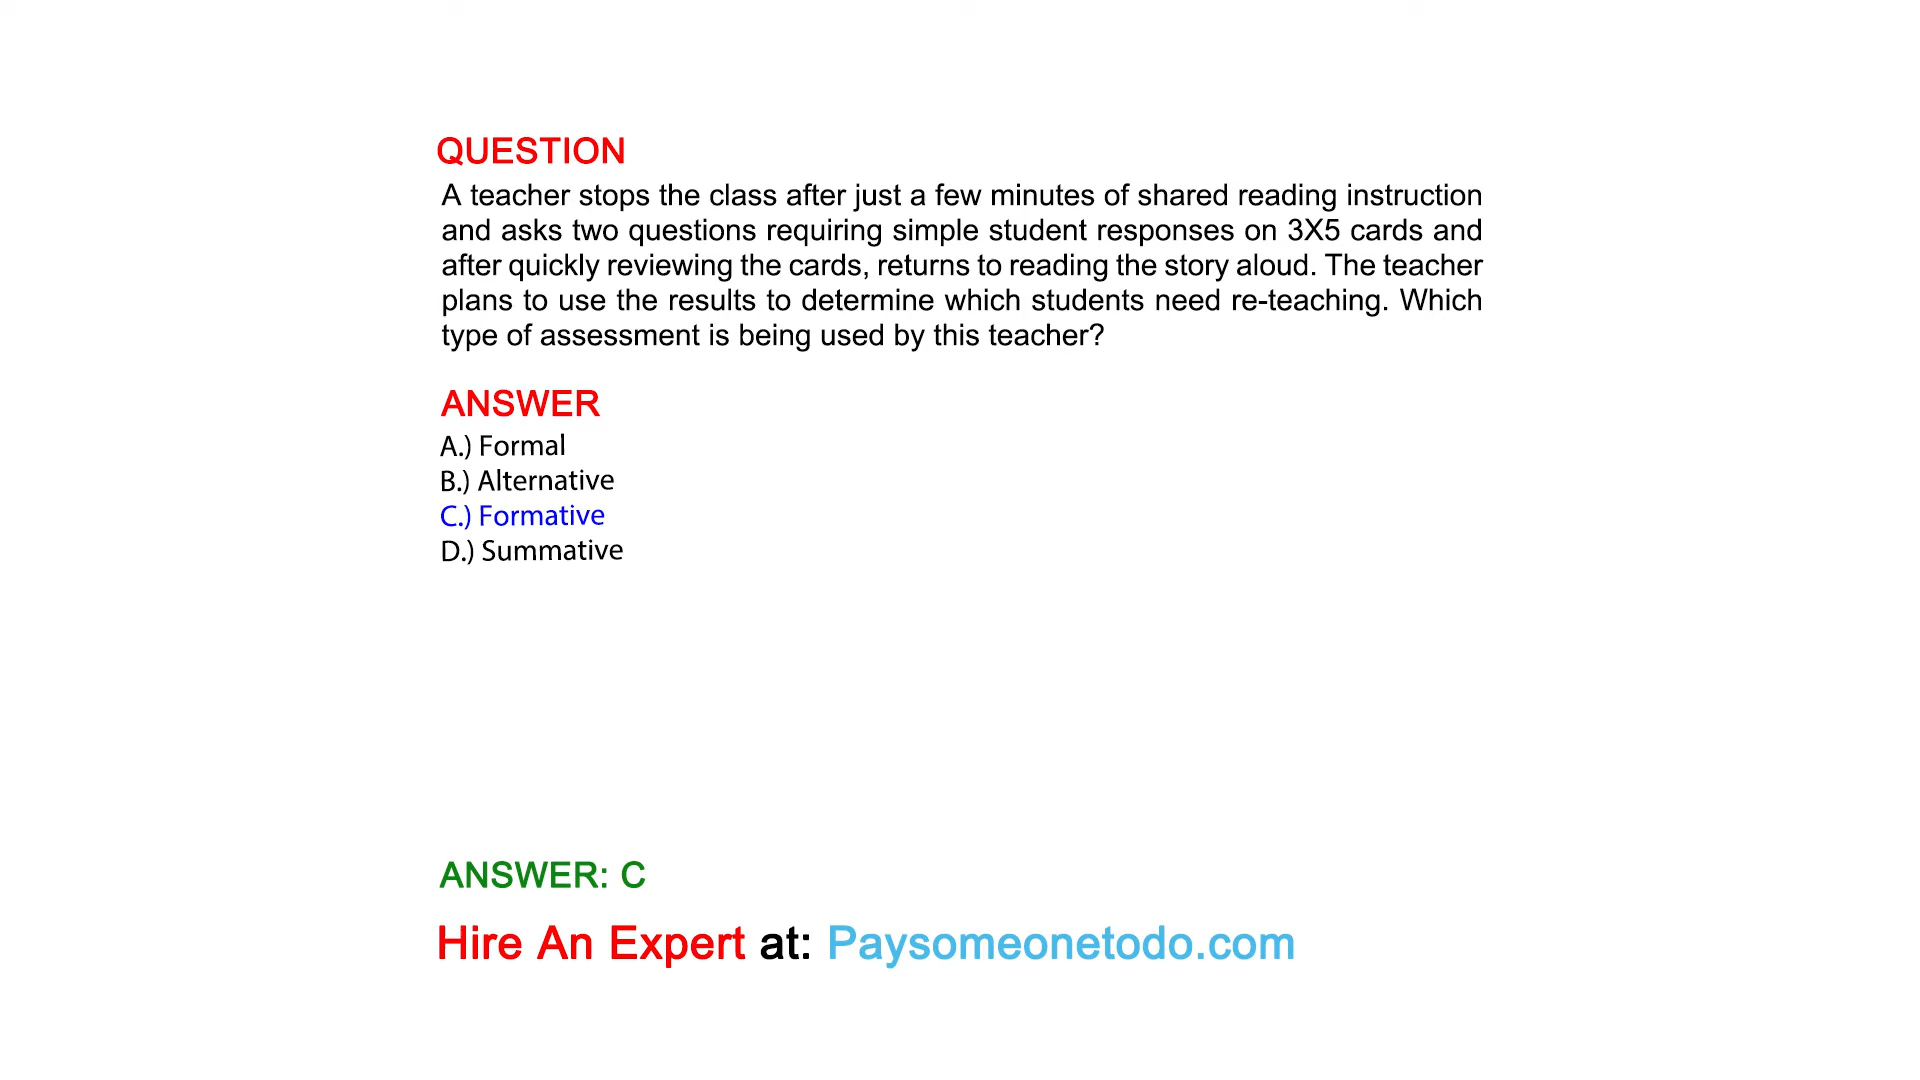 QUESTION
A teacher stops the class after just a few minutes of shared reading instruction
and asks two questions requiring simple student responses on 3X5 cards and
after quickly reviewing the cards, returns to reading the story aloud. The teacher
plans to use the results to determine which students need re-teaching. Which
type of assessment is being used by this teacher?
ANSWER
A.) Formal
B.) Alternative
C.) Formative
D.) Summative
ANSWER: C
Hire An Expert at: Paysomeonetodo.com